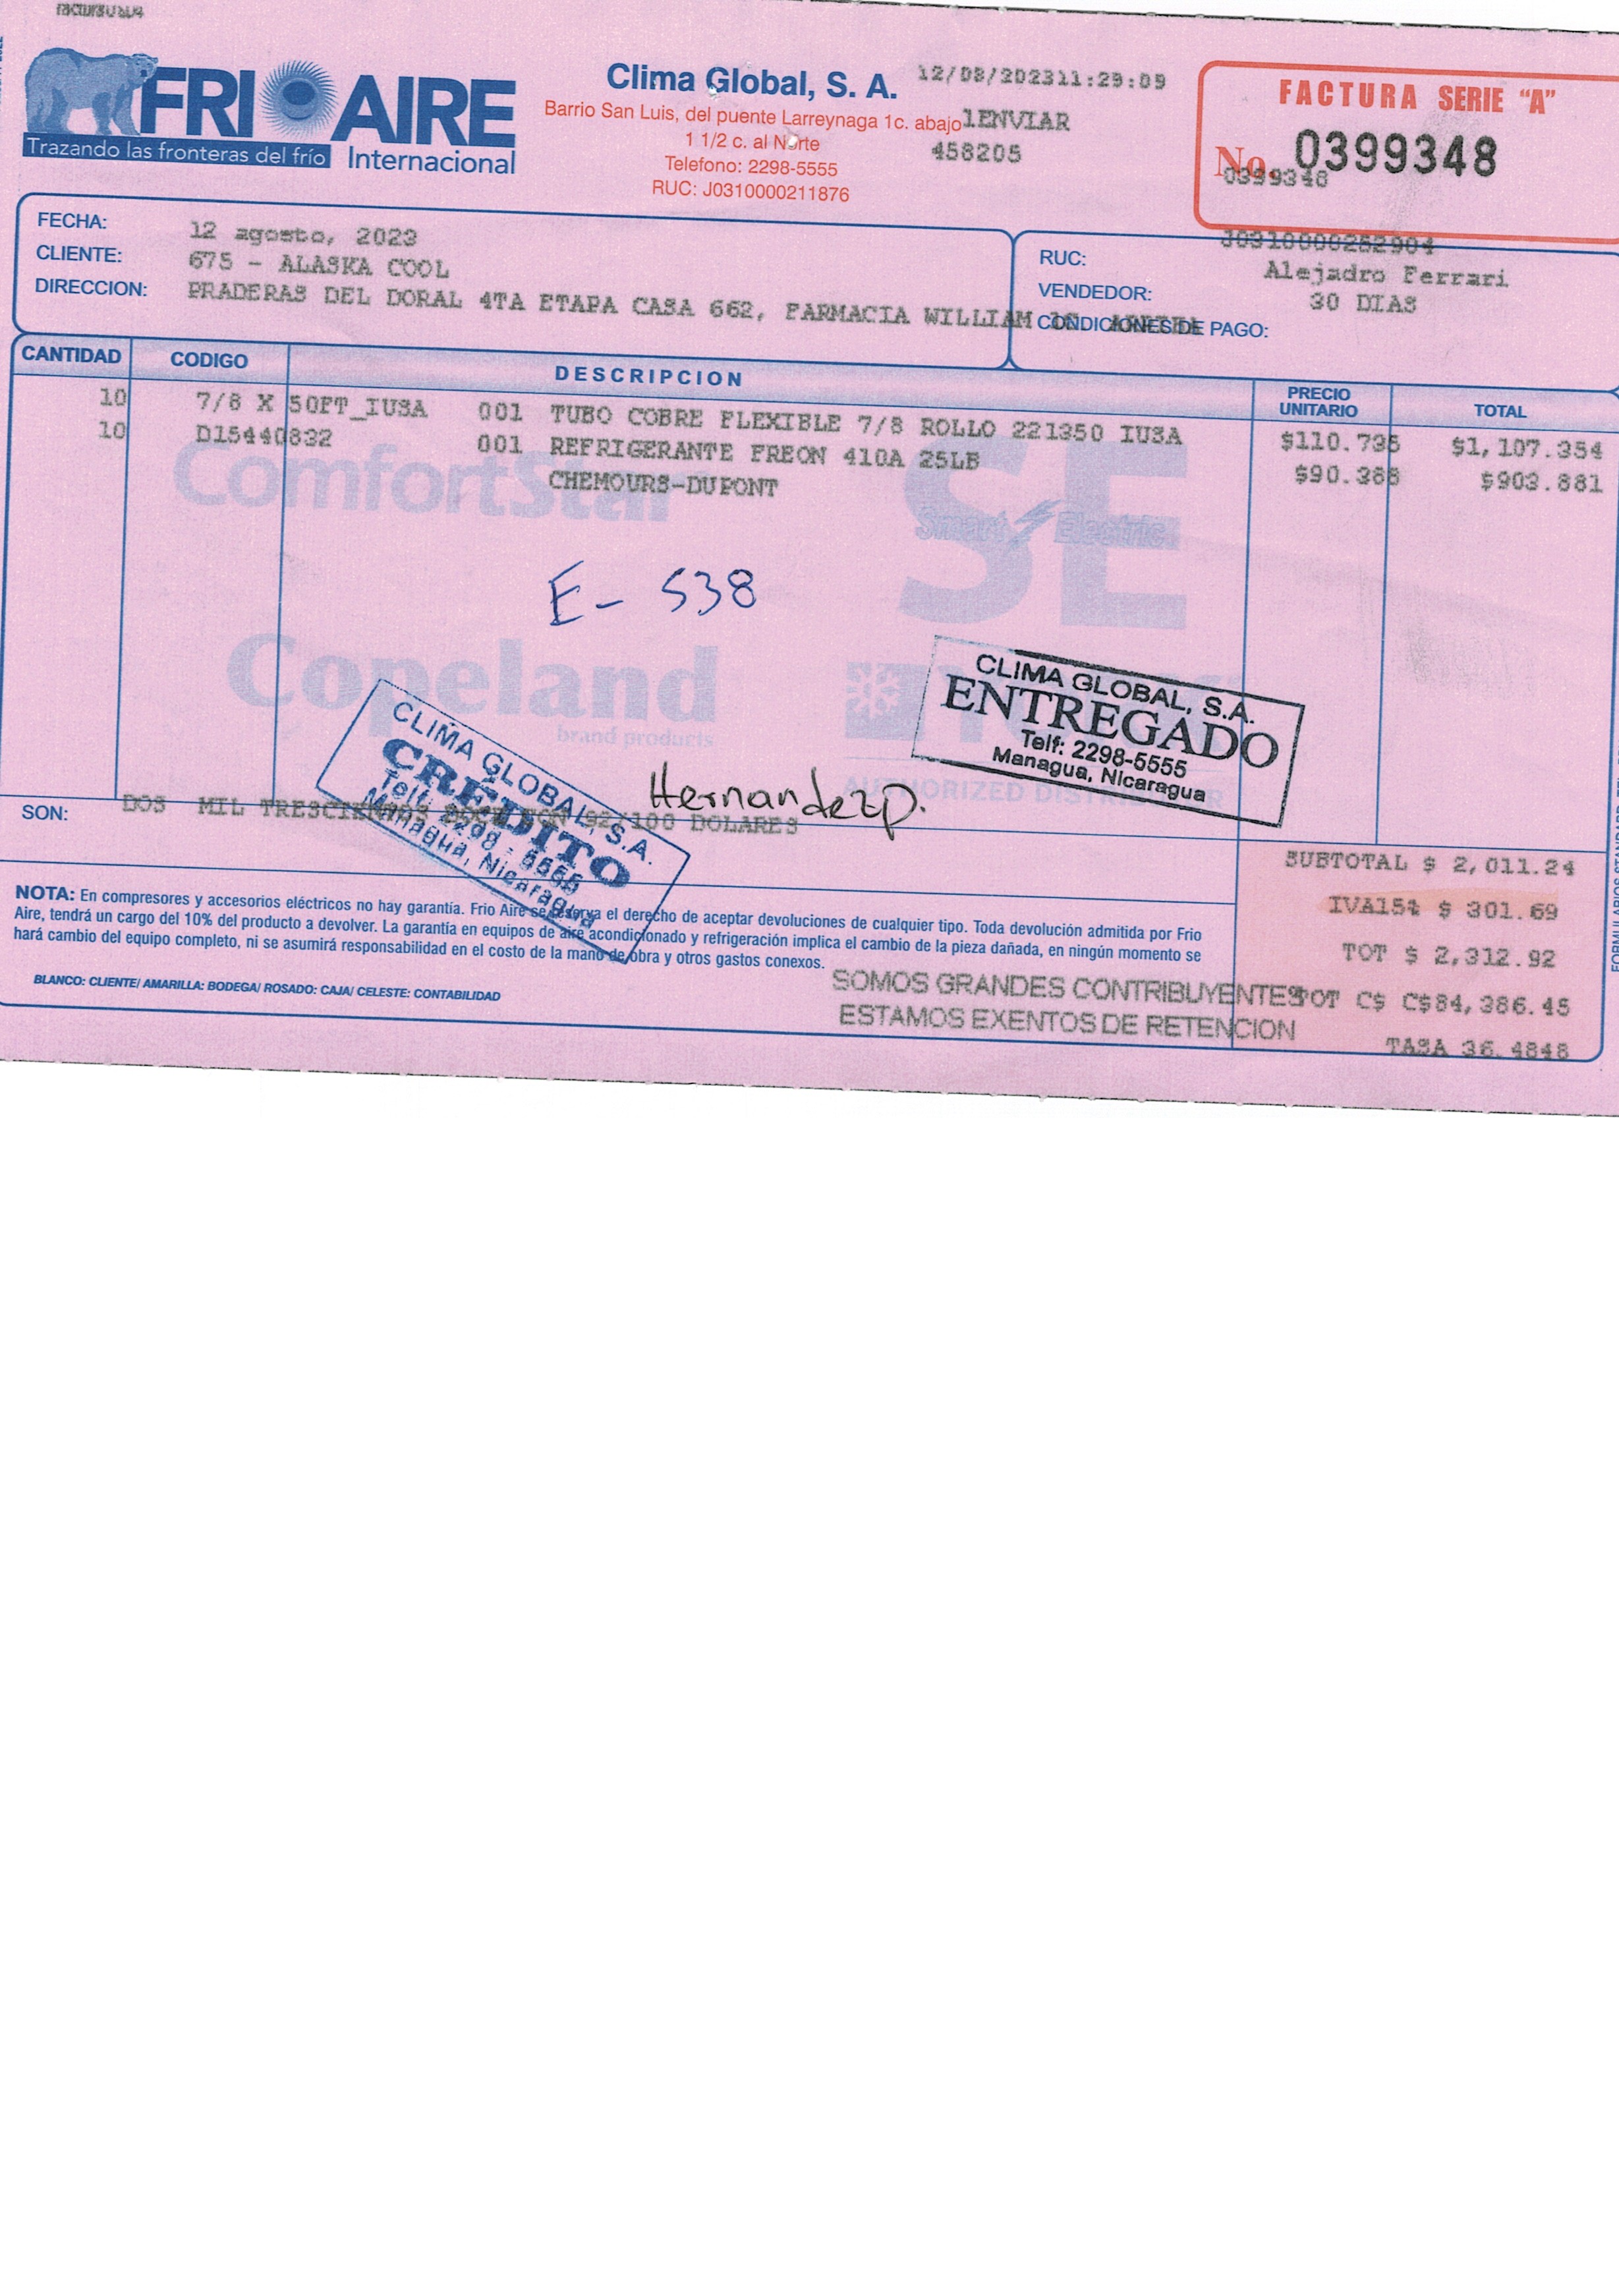 FRIO AIRE
Trazando las fronteras del frío Internacional
Clima Global, S. A.
Barrio San Luis, del puente Larreynaga 1c. abajo
1 1/2 c. al Norte
Telefono: 2298-5555
RUC: J0310000211876
12/08/202311:29:09
1ENVIAR
458205
FACTURA SERIE “A”
No. 0399348
0399348
FECHA: 12 agosto, 2023
CLIENTE: 675 - ALASKA COOL
DIRECCION: PRADERAS DEL DORAL 4TA ETAPA CASA 662, FARMACIA WILLIAM 1C ARRIBA
RUC: J0310000252904
VENDEDOR: Alejadro Ferrari
CONDICIONES DE PAGO: 30 DIAS
CANTIDAD CODIGO DESCRIPCION PRECIO UNITARIO TOTAL
10 7/8 X 50FT_IUSA 001 TUBO COBRE FLEXIBLE 7/8 ROLLO 221350 IUSA $110.735 $1,107.354
10 D15440832 001 REFRIGERANTE FREON 410A 25LB $90.388 $903.881
CHEMOURS-DUPONT
ComfortStar
SE
Smart Electric
E- 538
Copeland
brand products
AUTHORIZED DISTRIBUTOR
CLIMA GLOBAL, S.A.
ENTREGADO
Telf: 2298-5555
Managua, Nicaragua
CLIMA GLOBAL, S.A.
CREDITO
Telf: 2298 - 5555
Managua, Nicaragua
Hernandezp.
SON: DOS MIL TRESCIENTOS DOCE CON 92/100 DOLARES
SUBTOTAL $ 2,011.24
IVA15% $ 301.69
TOT $ 2,312.92
TOT C$ C$84,386.45
TASA 36.4848
NOTA: En compresores y accesorios eléctricos no hay garantía. Frio Aire se reserva el derecho de aceptar devoluciones de cualquier tipo. Toda devolución admitida por Frio
Aire, tendrá un cargo del 10% del producto a devolver. La garantía en equipos de aire acondicionado y refrigeración implica el cambio de la pieza dañada, en ningún momento se
hará cambio del equipo completo, ni se asumirá responsabilidad en el costo de la mano de obra y otros gastos conexos.
BLANCO: CLIENTE/ AMARILLA: BODEGA/ ROSADO: CAJA/ CELESTE: CONTABILIDAD
SOMOS GRANDES CONTRIBUYENTES
ESTAMOS EXENTOS DE RETENCION